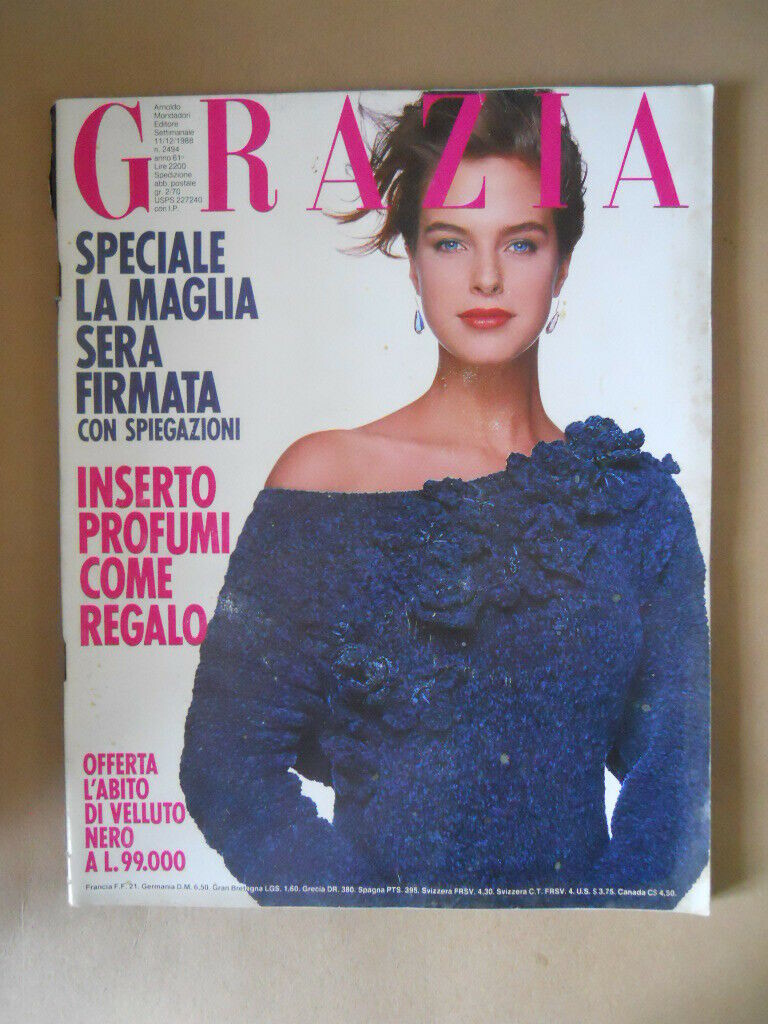 GRAZIA
Arnoldo
Mondadori
Editore
Settimanale
11/12/1988
n. 2494
anno 61º
Lire 2200
Spedizione
abb. postale
gr. 2/70
USPS 227240
con I.P.
SPECIALE
LA MAGLIA
SERA
FIRMATA
CON SPIEGAZIONI
INSERTO
PROFUMI
COME
REGALO
OFFERTA
L'ABITO
DI VELLUTO
NERO
A L. 99.000
Francia F.F. 21. Germania D.M. 6,50. Gran Bretagna LGS. 1,60. Grecia DR. 380. Spagna PTS. 395. Svizzera FRSV. 4,30. Svizzera C.T. FRSV. 4. U.S. $ 3,75. Canada C$ 4,50.